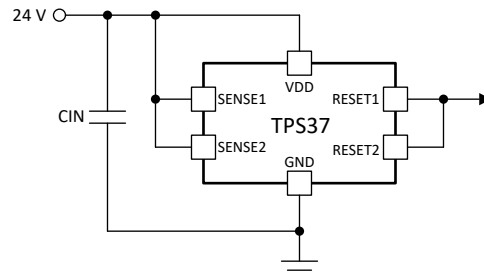 24 V
VDD
SENSE1
RESET1
CIN
TPS37
SENSE2
RESET2
GND